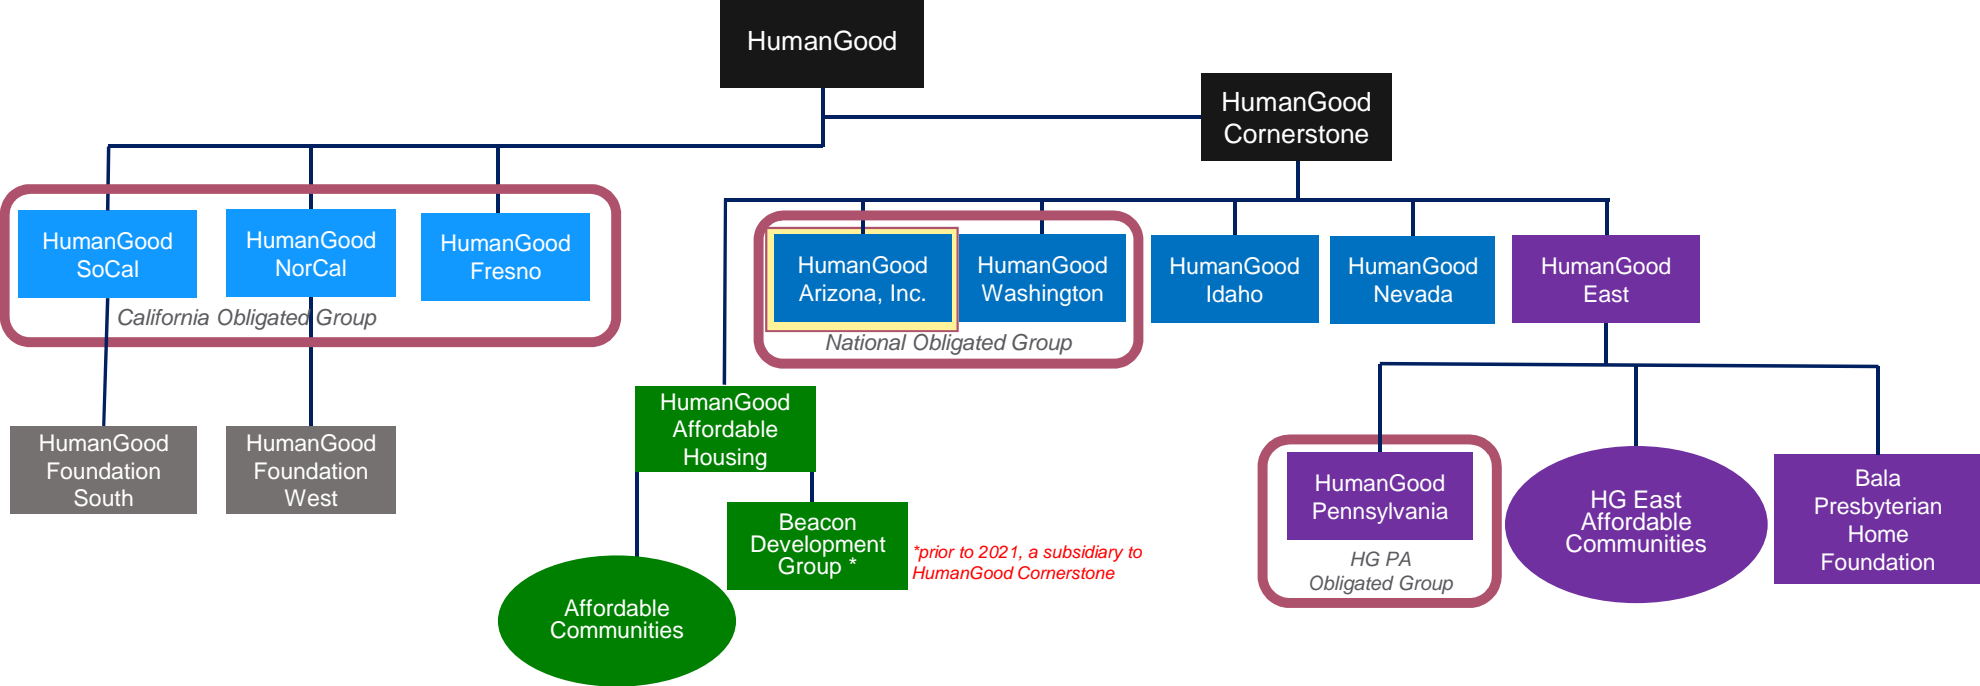 HumanGood
HumanGood
Cornerstone
HumanGood
SoCal
HumanGood
NorCal
HumanGood
Fresno
California Obligated Group
HumanGood
Arizona, Inc.
HumanGood
Washington
National Obligated Group
HumanGood
Idaho
HumanGood
Nevada
HumanGood
East
HumanGood
Foundation
South
HumanGood
Foundation
West
HumanGood
Affordable
Housing
Beacon
Development
Group *
*prior to 2021, a subsidiary to
HumanGood Cornerstone
Affordable
Communities
HumanGood
Pennsylvania
HG PA
Obligated Group
HG East
Affordable
Communities
Bala
Presbyterian
Home
Foundation